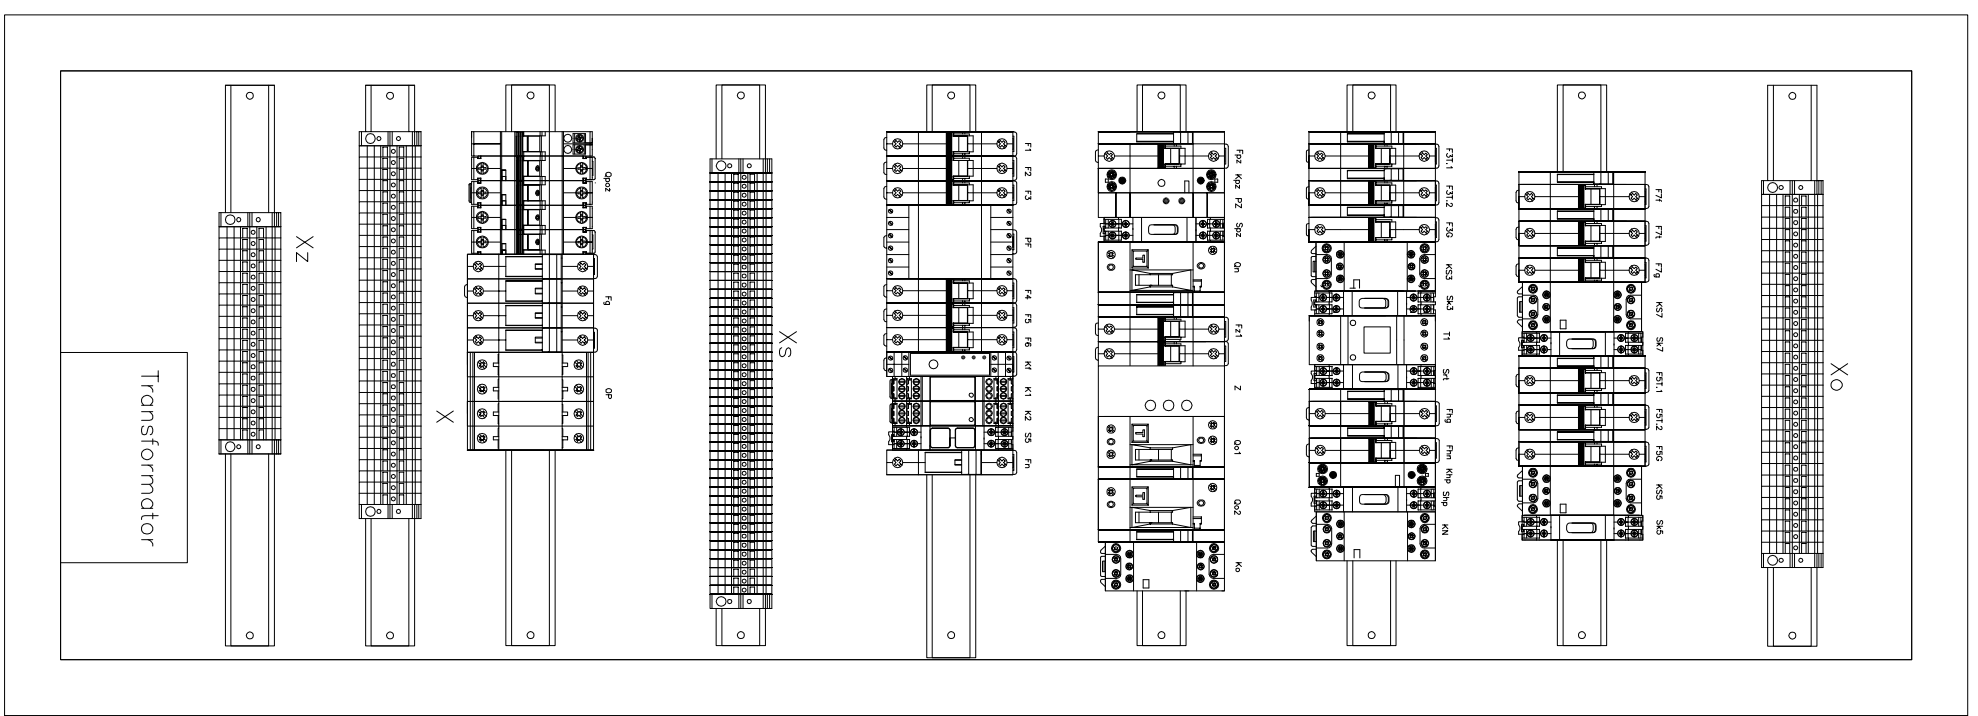 Transformator
Xz
X
Qpoz
Fg
OP
Xs
F1
F2
F3
PF
F4
F5
F6
Kf
K1
K2
S5
Fn
Fpz
Kpz
PZ
Spz
Qn
Fz1
Z
Qo1
Qo2
Ko
F3T.1
F3T.2
F3G
KS3
Sk3
T1
Srt
Fhg
Fhn
Khp
Shp
KN
F7f
F7t
F7g
KS7
Sk7
F5T.1
F5T.2
F5G
KS5
Sk5
Xo